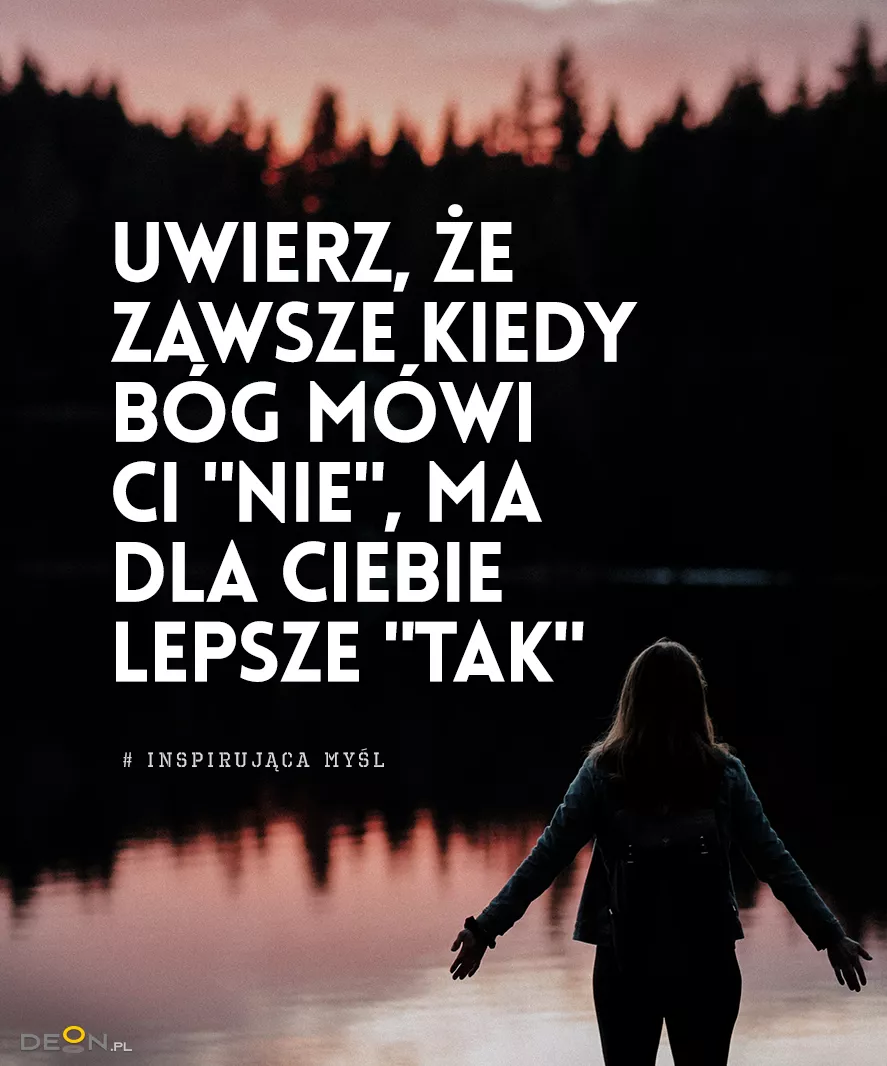 UWIERZ, ŻE
ZAWSZE KIEDY
BÓG MÓWI
CI "NIE", MA
DLA CIEBIE
LEPSZE "TAK"
# INSPIRUJĄCA MYŚL
DEON.PL